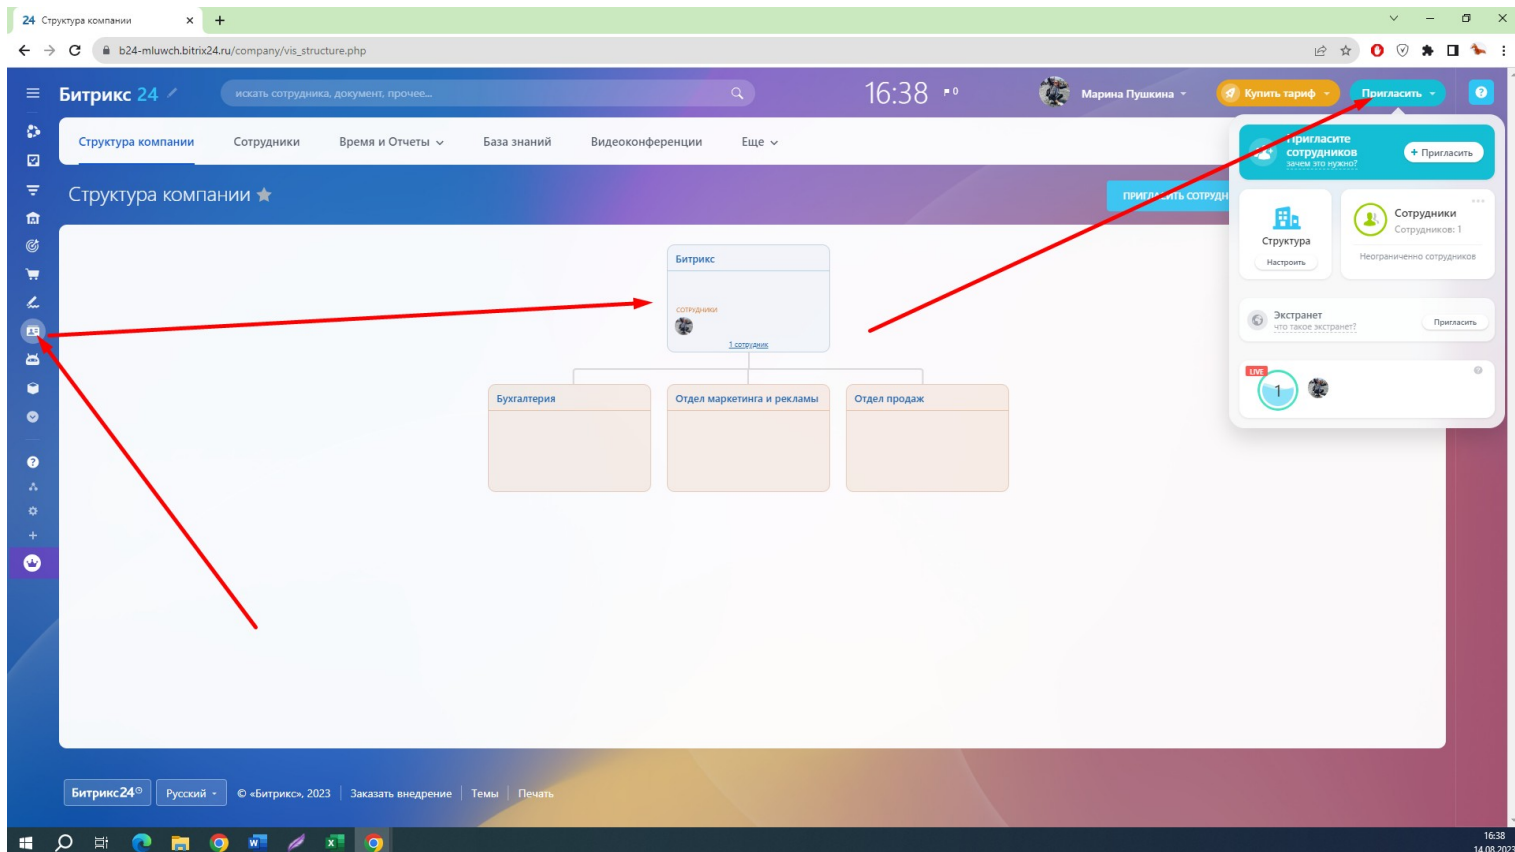 24 Структура компании
b24-mluwch.bitrix24.ru/company/vis_structure.php
Битрикс 24
искать сотрудника, документ, прочее...
16:38
0
Марина Пушкина
Купить тариф
Пригласить
?
Структура компании
Сотрудники
Время и Отчеты
База знаний
Видеоконференции
Еще
Структура компании
Пригласите
сотрудников
зачем это нужно?
+ Пригласить
ПРИГЛАСИТЬ СОТРУДН
Структура
Настроить
Сотрудники
Сотрудников: 1
Неограниченно сотрудников
Экстранет
что такое экстранет?
Пригласить
LIVE
1
Битрикс
СОТРУДНИКИ
1 сотрудник
Бухгалтерия
Отдел маркетинга и рекламы
Отдел продаж
Битрикс24
Русский
© «Битрикс», 2023
Заказать внедрение
Темы
Печать
16:38
14.08.2023